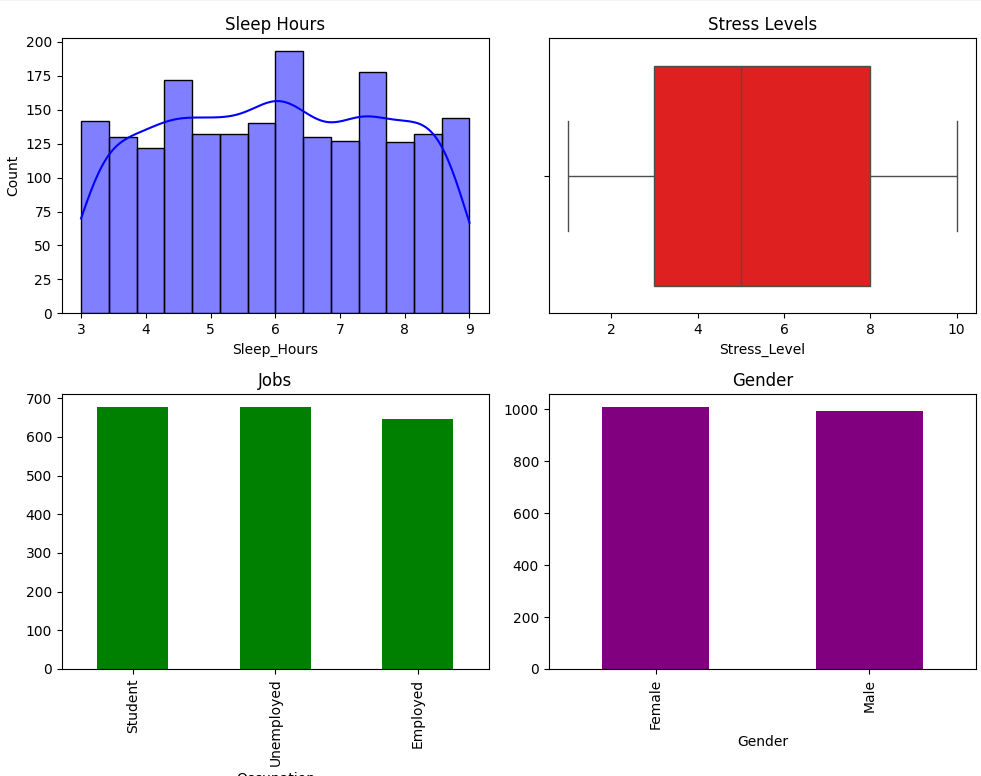 Sleep Hours
200
175
150
125
100
75
50
25
0
Count
3 4 5 6 7 8 9
Sleep_Hours
Stress Levels
2 4 6 8 10
Stress_Level
Jobs
700
600
500
400
300
200
100
0
Student
Unemployed
Employed
Occupation
Gender
1000
800
600
400
200
0
Female
Male
Gender